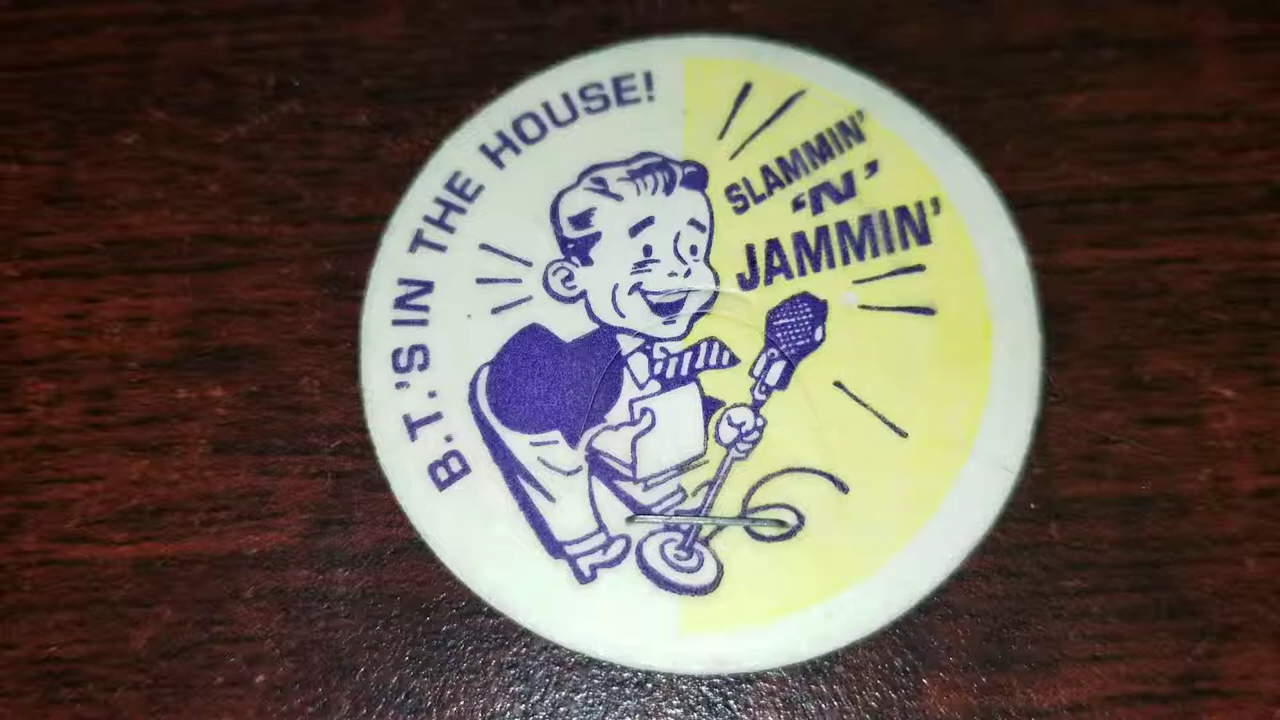 B.T.'S IN THE HOUSE!
SLAMMIN'
'N'
JAMMIN'